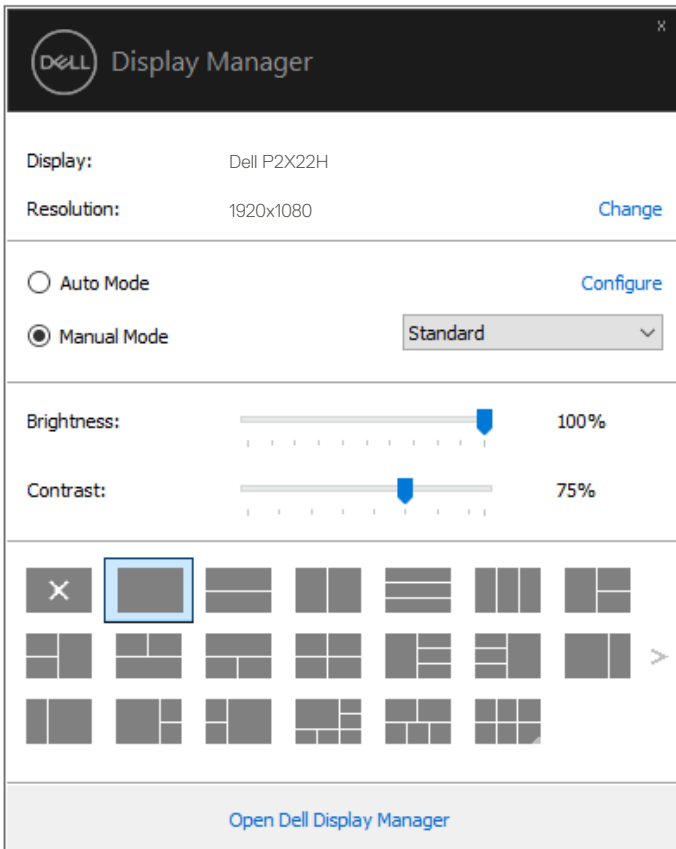 x
DELL Display Manager
Display: Dell P2X22H
Resolution: 1920x1080 Change
Auto Mode Configure
Manual Mode Standard
Brightness: 100%
Contrast: 75%
Open Dell Display Manager